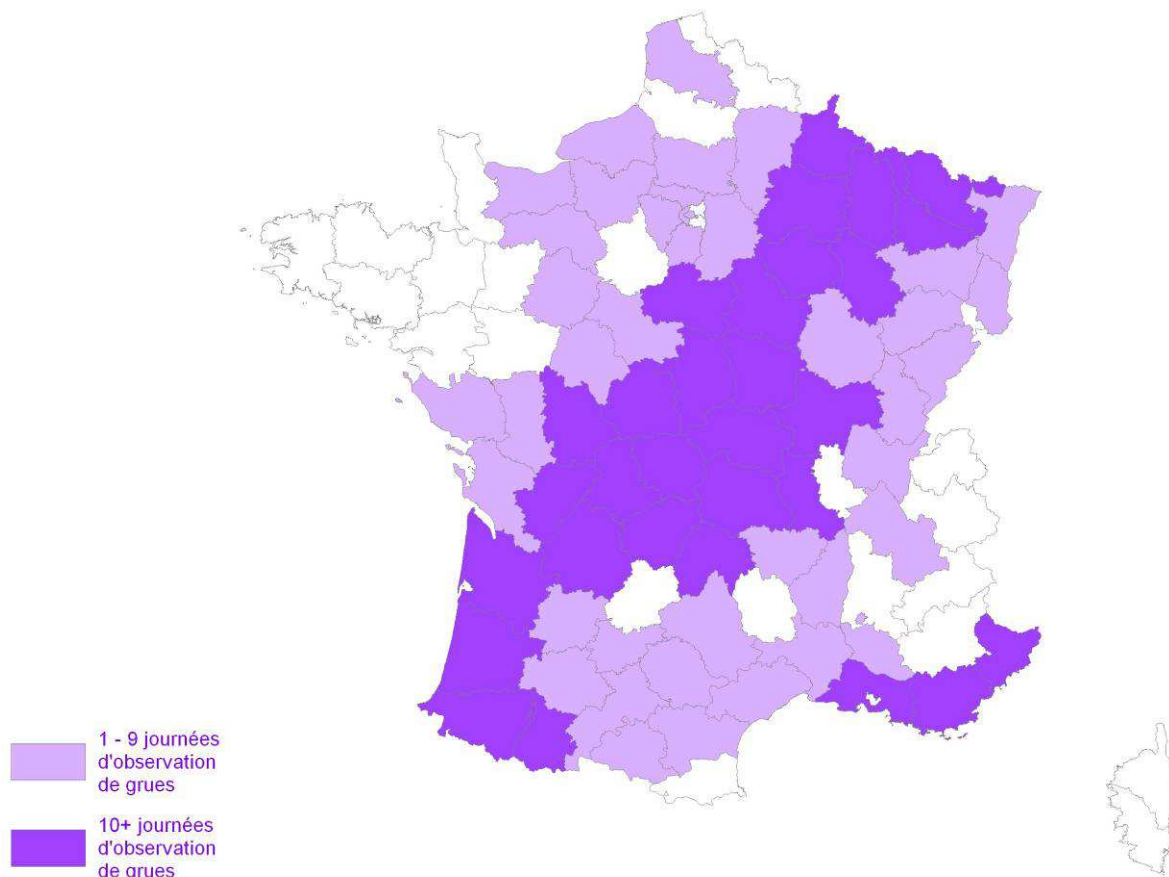 1 - 9 journées
d'observation
de grues
10+ journées
d'observation
de grues